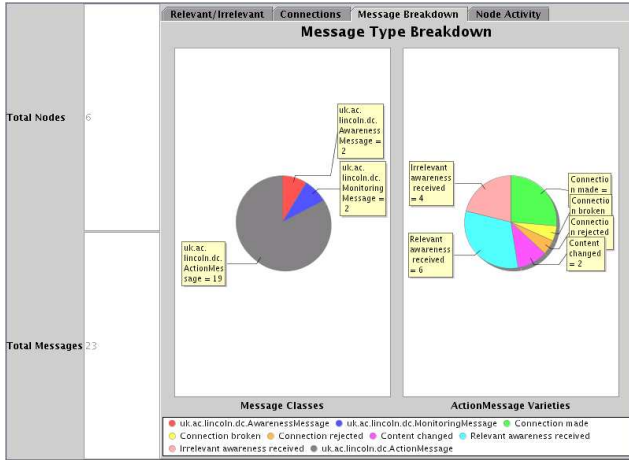 Relevant/Irrelevant Connections Message Breakdown Node Activity
Message Type Breakdown
Total Nodes
6
Total Messages
23
uk.ac.
lincoln.dc.
Awareness
Message =
2
uk.ac.
lincoln.dc.
Monitoring
Message =
2
uk.ac.
lincoln.dc.
ActionMes
sage = 19
Message Classes
Irrelevant
awareness
received
= 4
Relevant
awareness
received
= 6
Connectio
n made =
Connectio
n broken
Connectio
n rejected
Content
changed
= 2
ActionMessage Varieties
uk.ac.lincoln.dc.AwarenessMessage uk.ac.lincoln.dc.MonitoringMessage Connection made
Connection broken Connection rejected Content changed Relevant awareness received
Irrelevant awareness received uk.ac.lincoln.dc.ActionMessage